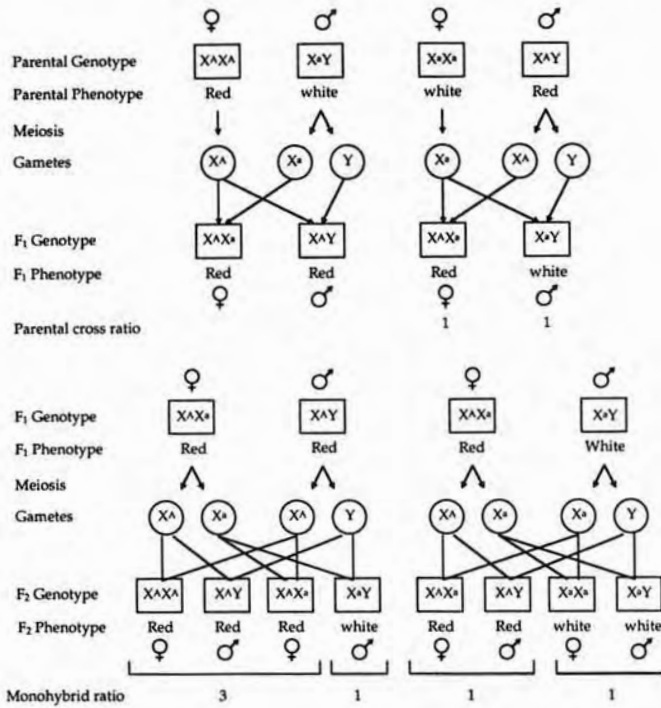 ♀ ♂ ♀ ♂
Parental Genotype XᴬXᴬ XᵃY XᵃXᵃ XᴬY
Parental Phenotype Red white white Red
Meiosis
Gametes Xᴬ Xᵃ Y Xᵃ Xᴬ Y
F₁ Genotype XᴬXᵃ XᴬY XᴬXᵃ XᵃY
F₁ Phenotype Red Red Red white
♀ ♂ ♀ ♂
Parental cross ratio 1 1
♀ ♂ ♀ ♂
F₁ Genotype XᴬXᵃ XᴬY XᴬXᵃ XᵃY
F₁ Phenotype Red Red Red White
Meiosis
Gametes Xᴬ Xᵃ Xᴬ Y Xᴬ Xᵃ Xᵃ Y
F₂ Genotype XᴬXᴬ XᴬY XᴬXᵃ XᵃY XᴬXᵃ XᴬY XᵃXᵃ XᵃY
F₂ Phenotype Red Red Red white Red Red white white
♀ ♂ ♀ ♂ ♀ ♂ ♀ ♂
Monohybrid ratio 3 1 1 1